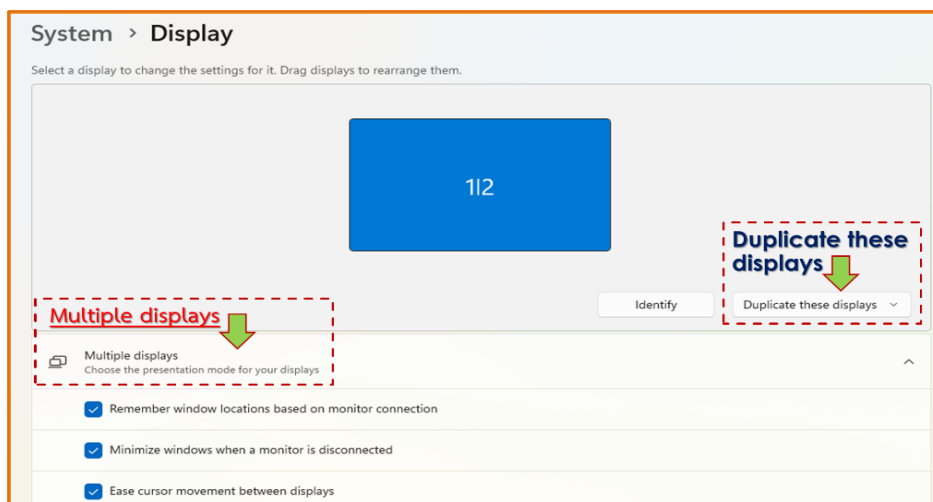 System > Display
Select a display to change the settings for it. Drag displays to rearrange them.
1|2
Duplicate these
displays
Identify
Duplicate these displays
Multiple displays
Multiple displays
Choose the presentation mode for your displays
Remember window locations based on monitor connection
Minimize windows when a monitor is disconnected
Ease cursor movement between displays